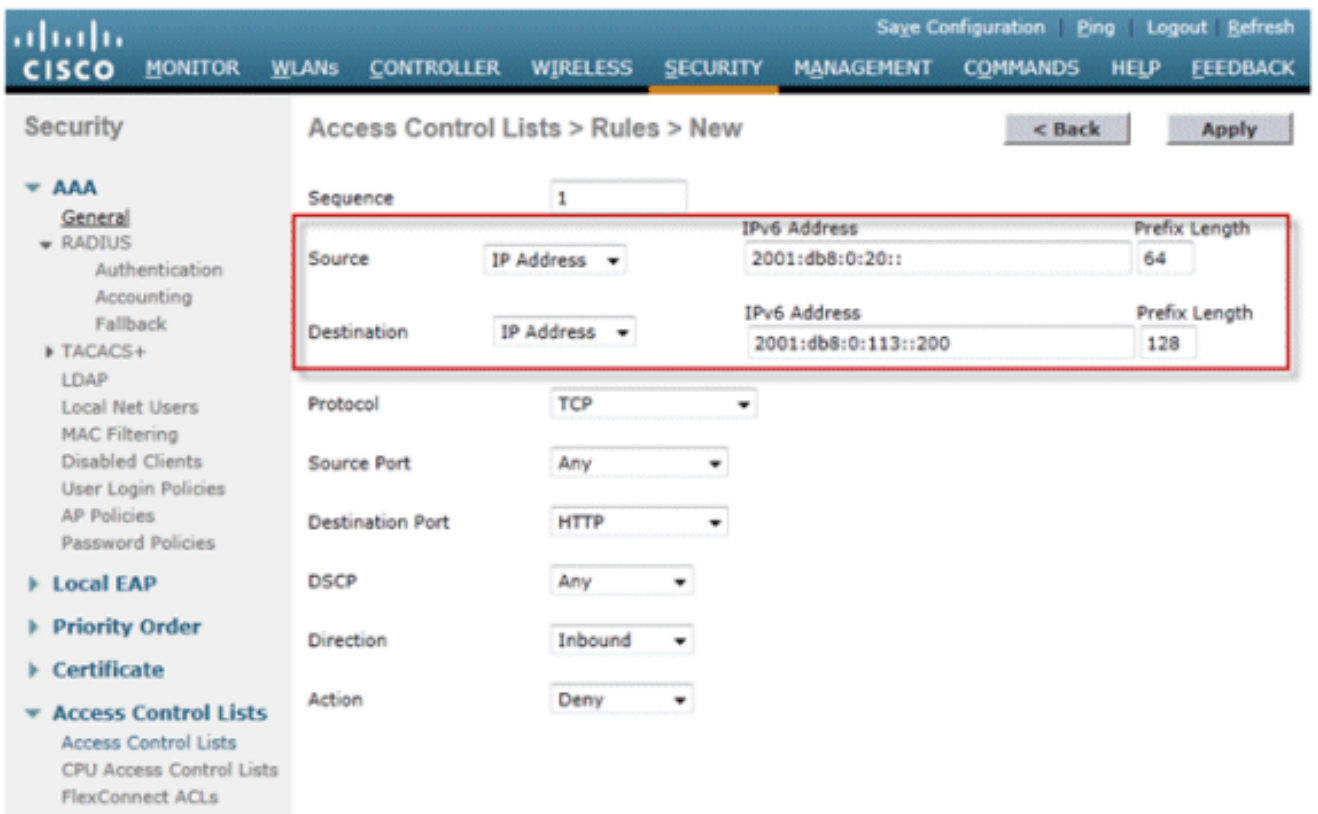 Save Configuration | Ping | Logout | Refresh
CISCO MONITOR WLANs CONTROLLER WIRELESS SECURITY MANAGEMENT COMMANDS HELP FEEDBACK
Security
AAA
General
RADIUS
Authentication
Accounting
Fallback
TACACS+
LDAP
Local Net Users
MAC Filtering
Disabled Clients
User Login Policies
AP Policies
Password Policies
Local EAP
Priority Order
Certificate
Access Control Lists
Access Control Lists
CPU Access Control Lists
FlexConnect ACLs
Access Control Lists > Rules > New < Back Apply
Sequence 1
IPv6 Address Prefix Length
Source IP Address 2001:db8:0:20:: 64
IPv6 Address Prefix Length
Destination IP Address 2001:db8:0:113::200 128
Protocol TCP
Source Port Any
Destination Port HTTP
DSCP Any
Direction Inbound
Action Deny